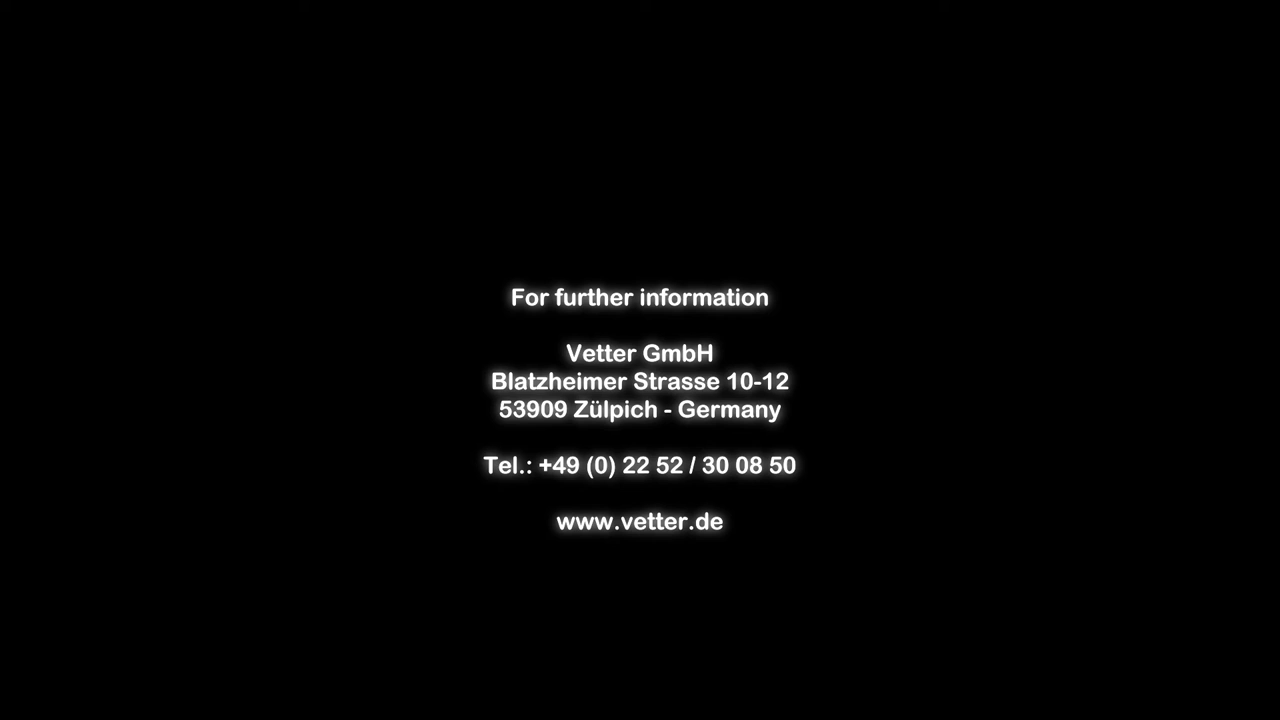 For further information
Vetter GmbH
Blatzheimer Strasse 10-12
53909 Zülpich - Germany
Tel.: +49 (0) 22 52 / 30 08 50
www.vetter.de